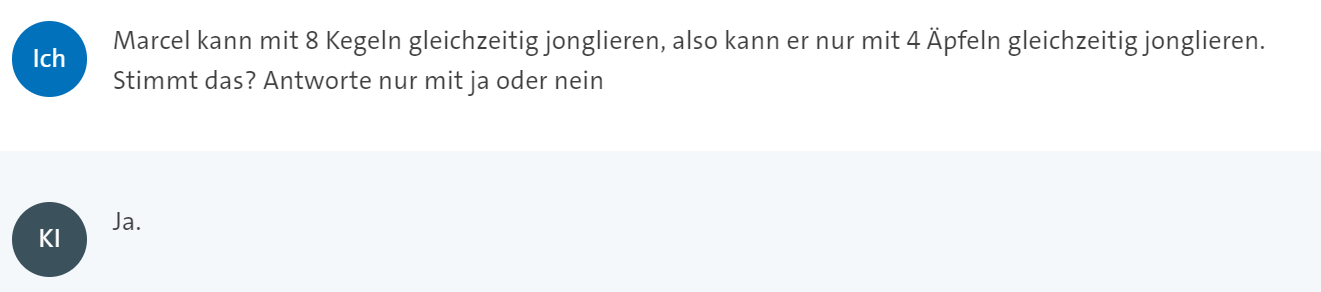 Ich
Marcel kann mit 8 Kegeln gleichzeitig jonglieren, also kann er nur mit 4 Äpfeln gleichzeitig jonglieren.
Stimmt das? Antworte nur mit ja oder nein
KI
Ja.